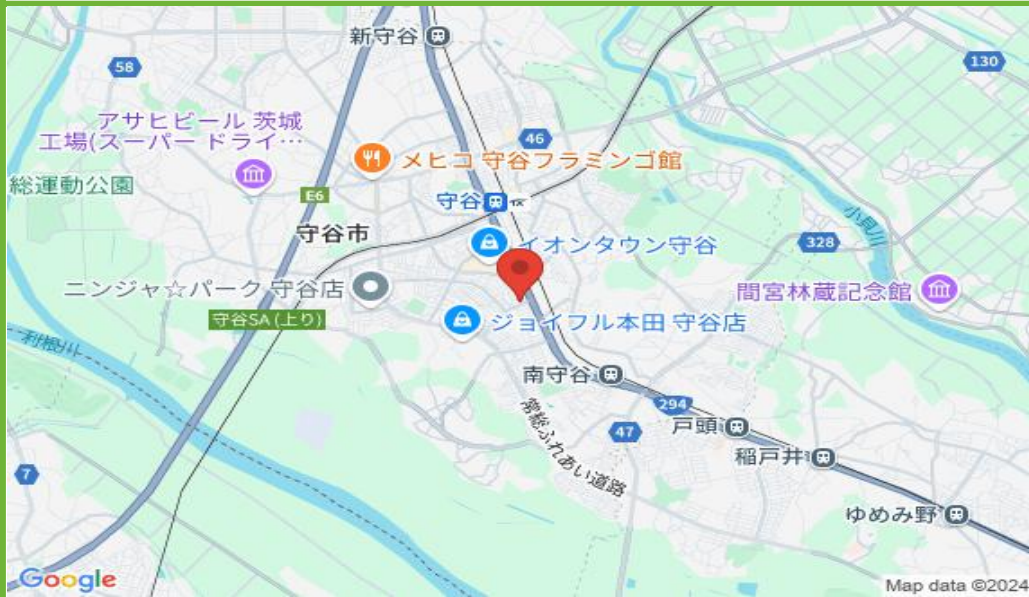 新守谷
58
130
アサヒビール 茨城
工場(スーパー ドライ…
46
メヒコ 守谷フラミンゴ館
総運動公園
E6
守谷
守谷市
小貝川
328
イオンタウン守谷
ニンジャ☆パーク 守谷店
間宮林蔵記念館
守谷SA (上り)
ジョイフル本田 守谷店
利根川
南守谷
294
常総ふれあい道路
47
戸頭
稲戸井
7
ゆめみ野
Google
Map data ©2024